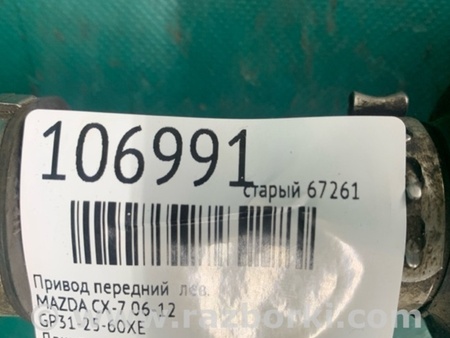 106991
старый 67261
Привод передний лев.
MAZDA CX-7 06-12
GP31-25-60XE
www.razborki.com